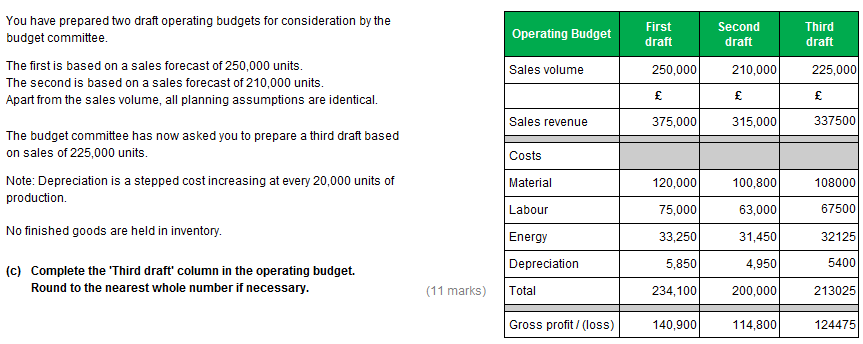 You have prepared two draft operating budgets for consideration by the
budget committee.
The first is based on a sales forecast of 250,000 units.
The second is based on a sales forecast of 210,000 units.
Apart from the sales volume, all planning assumptions are identical.
The budget committee has now asked you to prepare a third draft based
on sales of 225,000 units.
Note: Depreciation is a stepped cost increasing at every 20,000 units of
production.
No finished goods are held in inventory.
(c) Complete the 'Third draft' column in the operating budget.
Round to the nearest whole number if necessary.
(11 marks)
Operating Budget First draft Second draft Third draft
Sales volume 250,000 210,000 225,000
£ £ £
Sales revenue 375,000 315,000 337500
Costs
Material 120,000 100,800 108000
Labour 75,000 63,000 67500
Energy 33,250 31,450 32125
Depreciation 5,850 4,950 5400
Total 234,100 200,000 213025
Gross profit / (loss) 140,900 114,800 124475